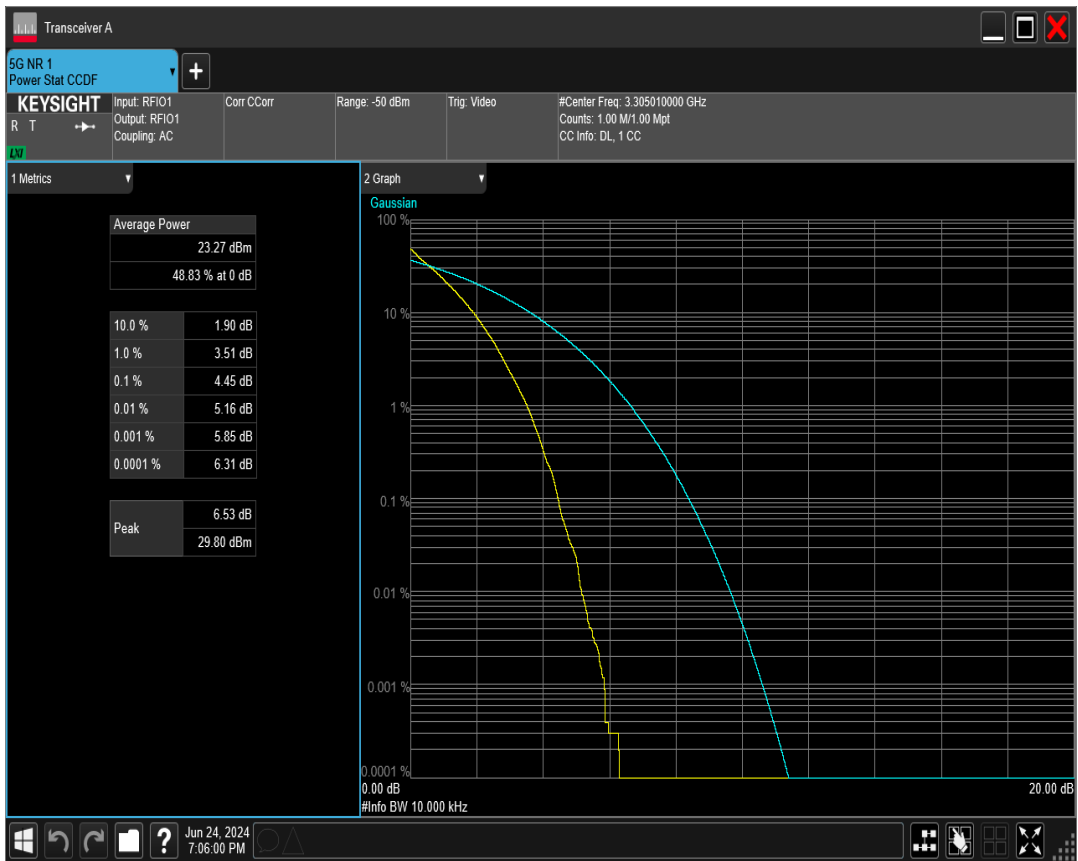 Transceiver A
5G NR 1
Power Stat CCDF
+
KEYSIGHT
R T
LXI
Input: RFIO1
Output: RFIO1
Coupling: AC
Corr CCorr
Range: -50 dBm
Trig: Video
#Center Freq: 3.305010000 GHz
Counts: 1.00 M/1.00 Mpt
CC Info: DL, 1 CC
1 Metrics
Average Power
23.27 dBm
48.83 % at 0 dB
10.0 % 1.90 dB
1.0 % 3.51 dB
0.1 % 4.45 dB
0.01 % 5.16 dB
0.001 % 5.85 dB
0.0001 % 6.31 dB
Peak
6.53 dB
29.80 dBm
2 Graph
Gaussian
100 %
10 %
1 %
0.1 %
0.01 %
0.001 %
0.0001 %
0.00 dB 20.00 dB
#Info BW 10.000 kHz
?
Jun 24, 2024
7:06:00 PM